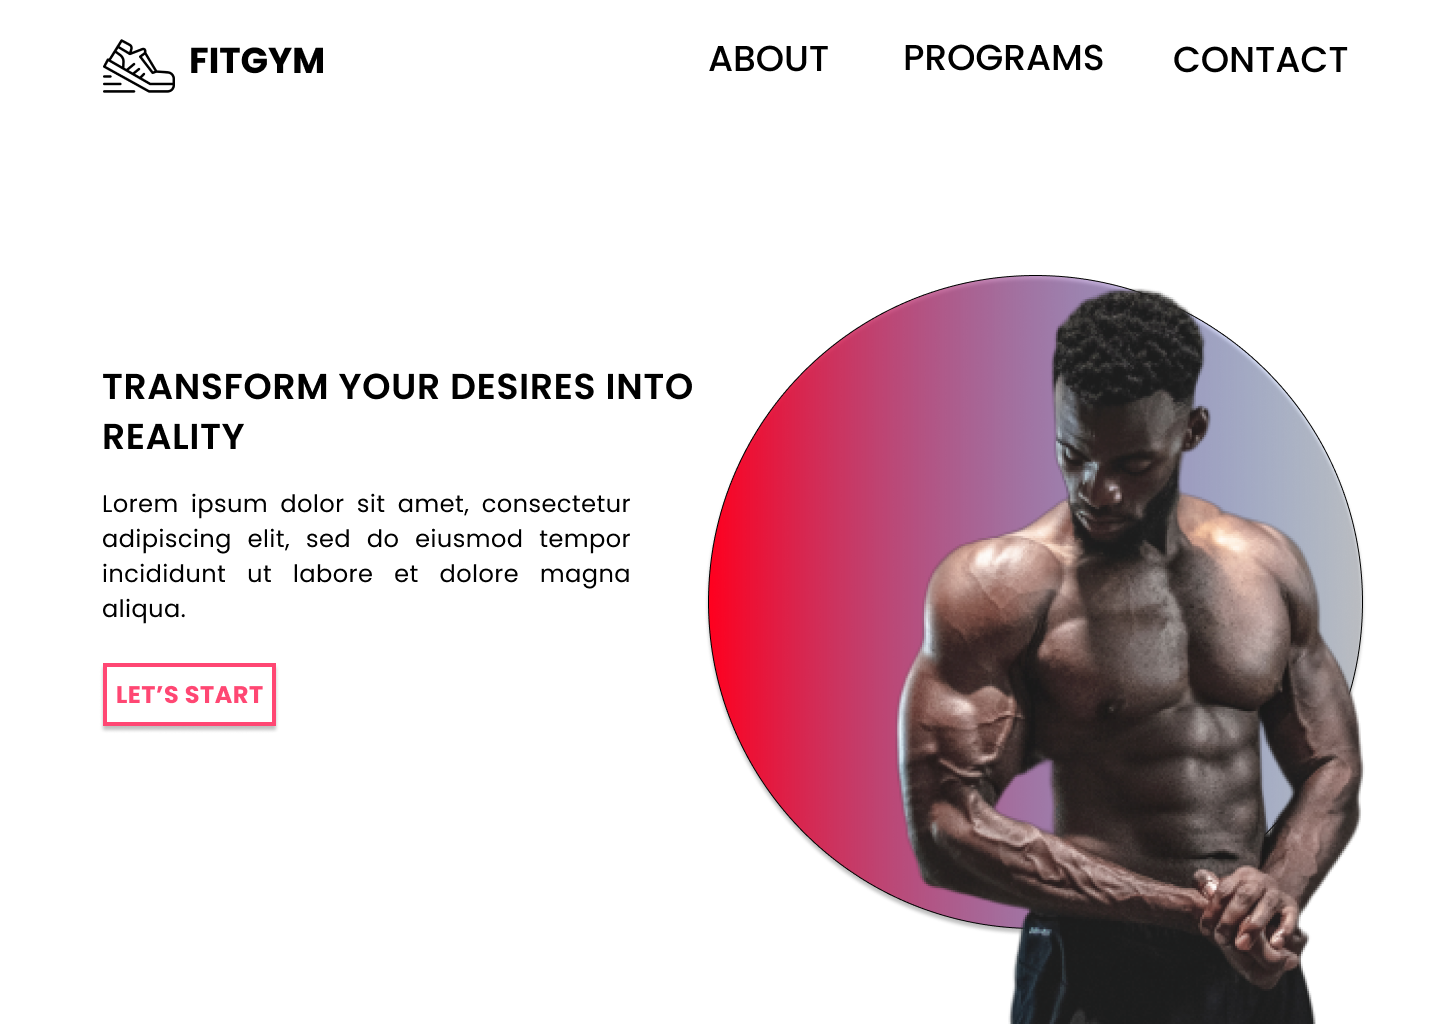 FITGYM
ABOUT PROGRAMS CONTACT
TRANSFORM YOUR DESIRES INTO
REALITY
Lorem ipsum dolor sit amet, consectetur
adipiscing elit, sed do eiusmod tempor
incididunt ut labore et dolore magna
aliqua.
LET’S START